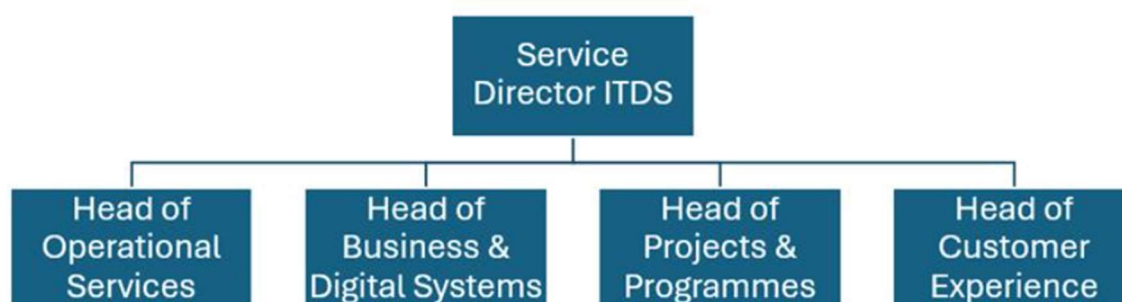 Service
Director ITDS
Head of
Operational
Services
Head of
Business &
Digital Systems
Head of
Projects &
Programmes
Head of
Customer
Experience